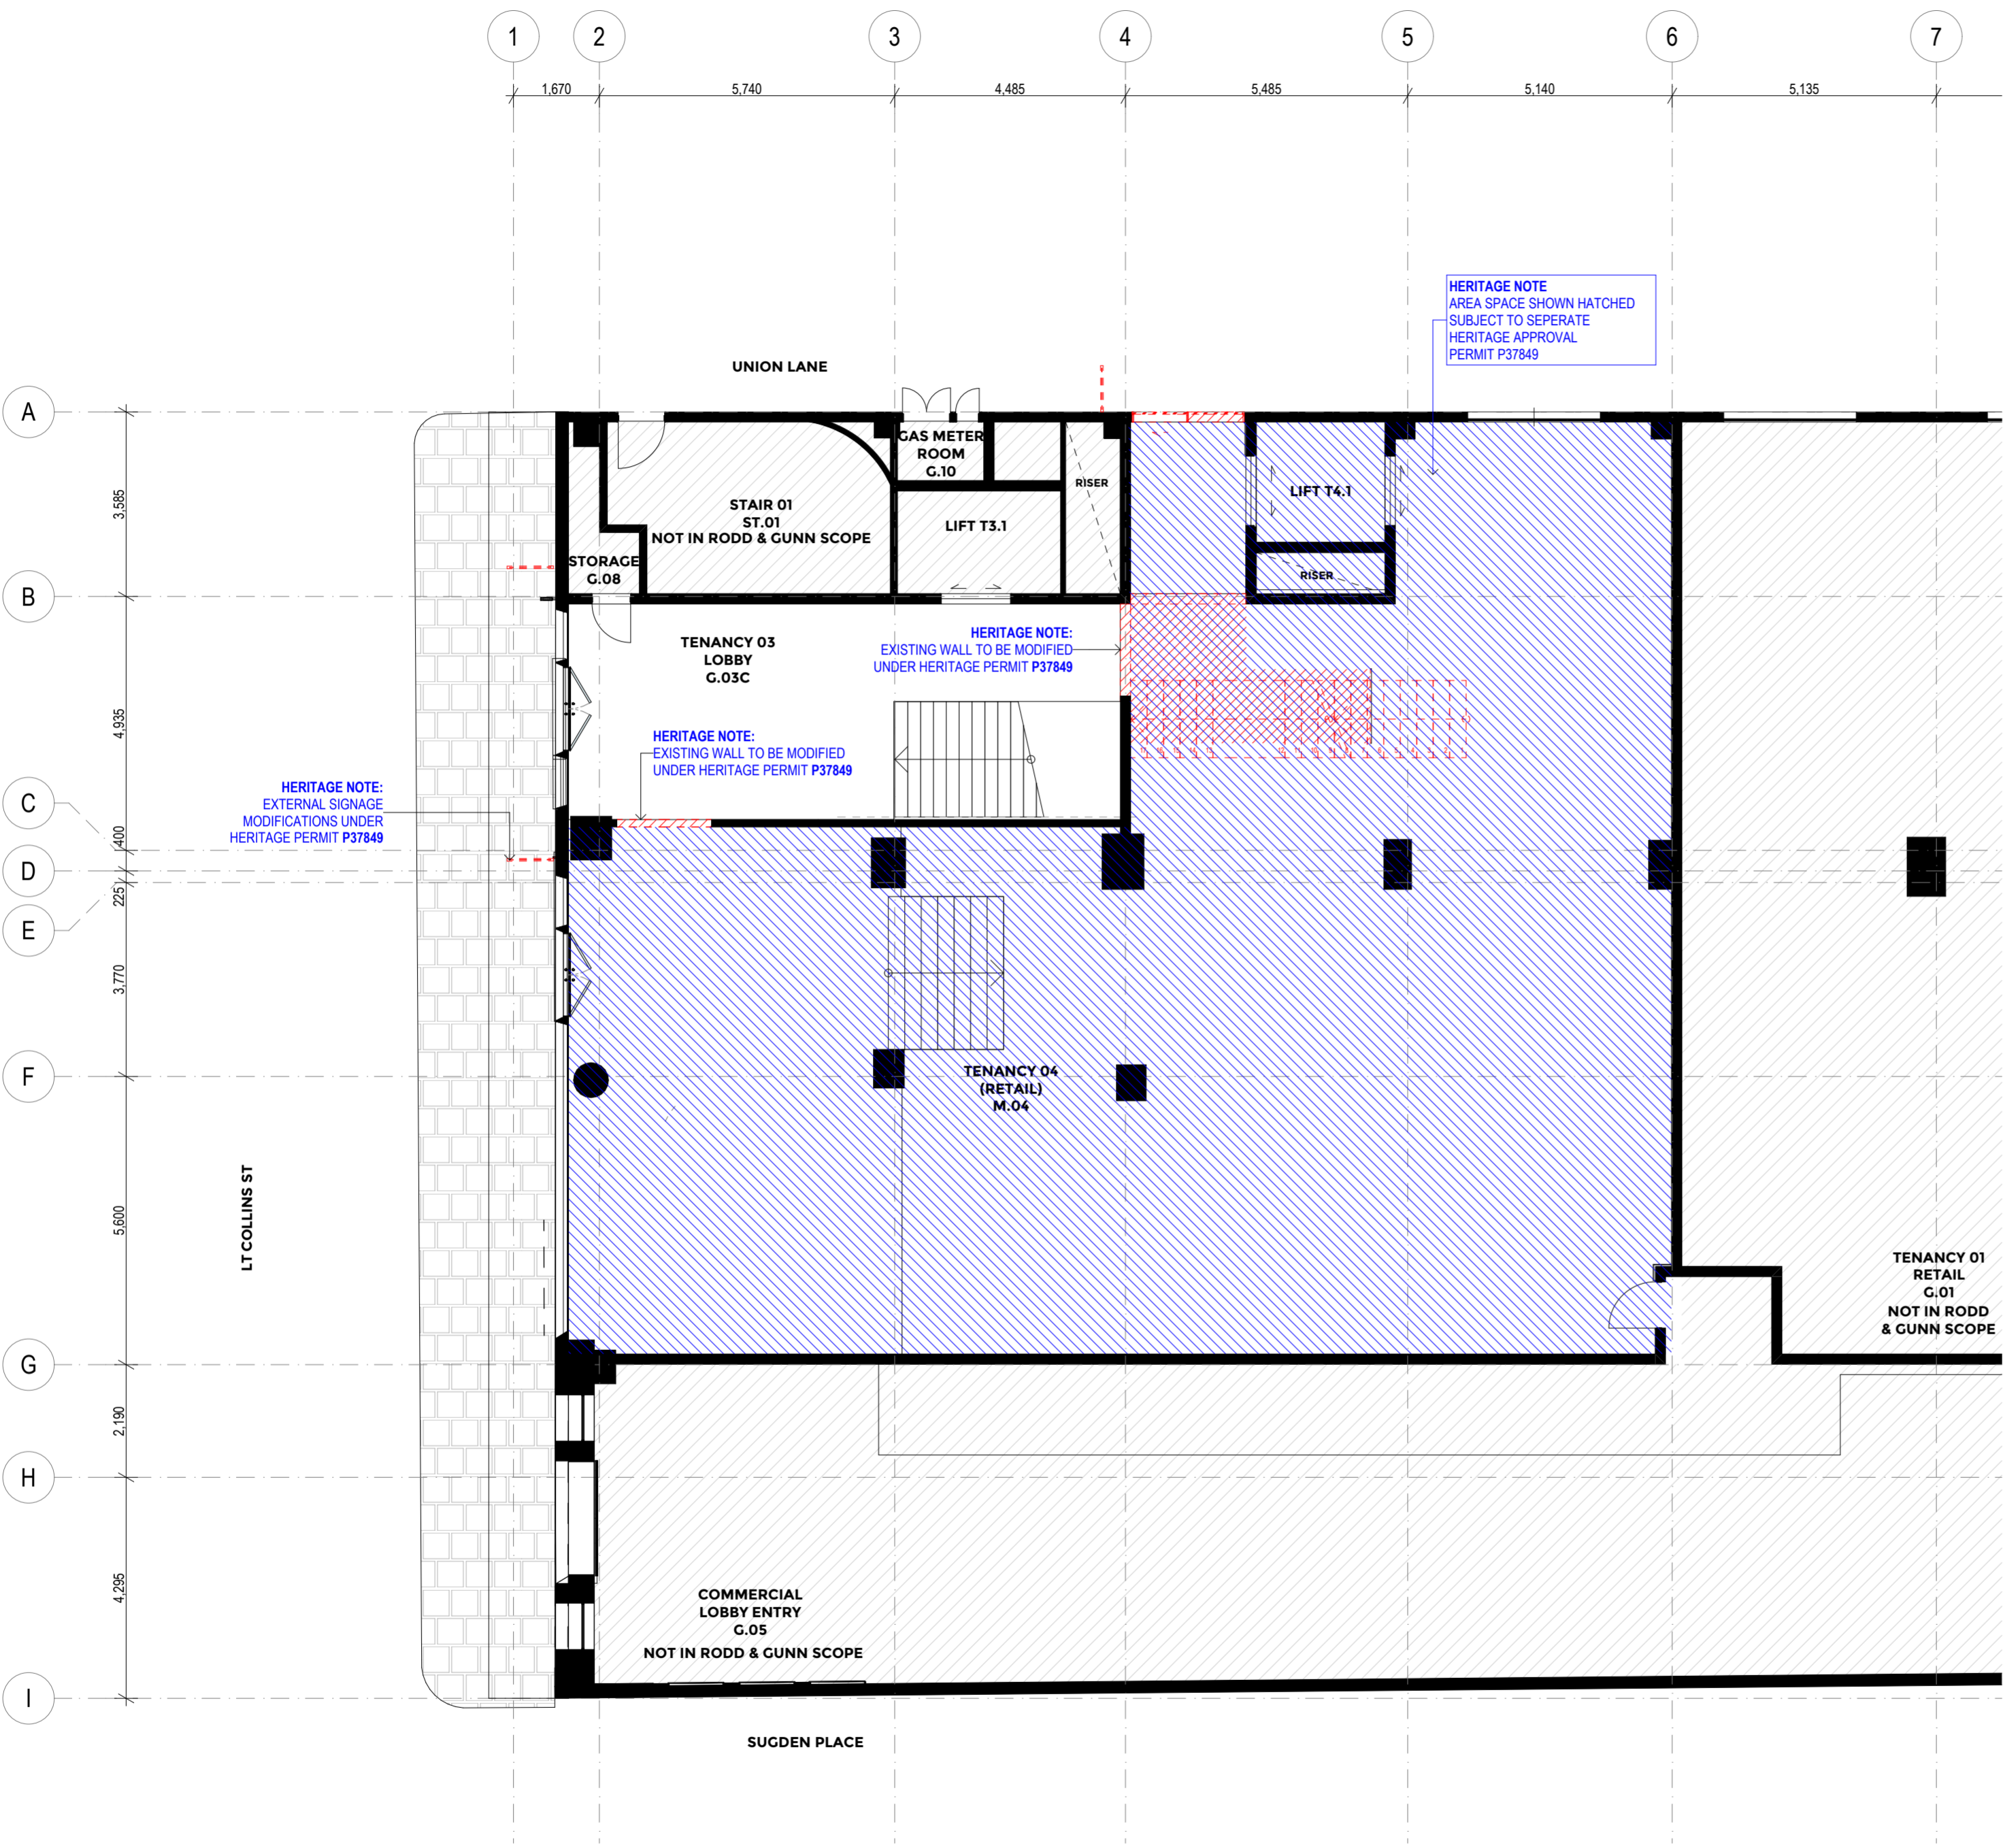 1
2
3
4
5
6
7
1,670
5,740
4,485
5,485
5,140
5,135
HERITAGE NOTE
AREA SPACE SHOWN HATCHED
SUBJECT TO SEPERATE
HERITAGE APPROVAL
PERMIT P37849
UNION LANE
A
GAS METER
ROOM
G.10
RISER
LIFT T4.1
3,585
STAIR 01
ST.01
NOT IN RODD & GUNN SCOPE
LIFT T3.1
STORAGE
G.08
RISER
B
TENANCY 03
LOBBY
G.03C
HERITAGE NOTE:
EXISTING WALL TO BE MODIFIED
UNDER HERITAGE PERMIT P37849
4,935
HERITAGE NOTE:
EXISTING WALL TO BE MODIFIED
UNDER HERITAGE PERMIT P37849
HERITAGE NOTE:
EXTERNAL SIGNAGE
MODIFICATIONS UNDER
HERITAGE PERMIT P37849
C
400
D
225
E
3,770
F
TENANCY 04
(RETAIL)
M.04
LT COLLINS ST
5,600
TENANCY 01
RETAIL
G.01
NOT IN RODD
& GUNN SCOPE
G
2,190
H
4,295
COMMERCIAL
LOBBY ENTRY
G.05
NOT IN RODD & GUNN SCOPE
I
SUGDEN PLACE